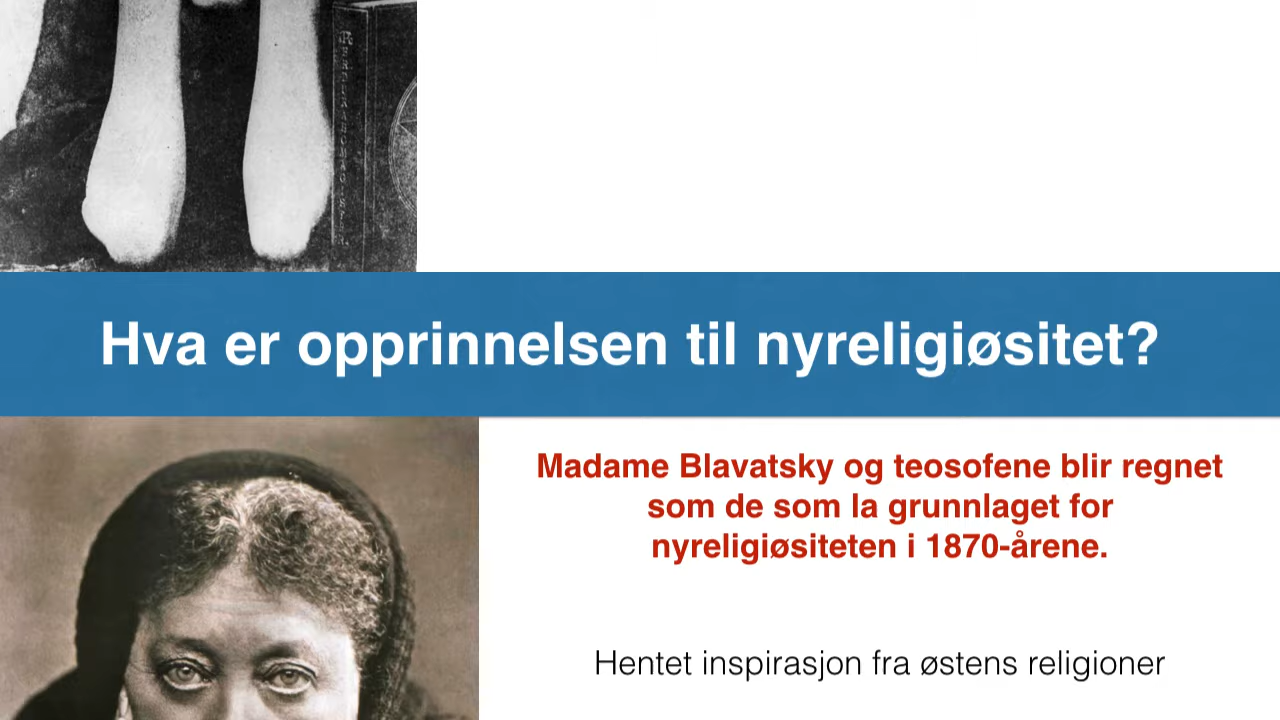 Hva er opprinnelsen til nyreligiøsitet?
Madame Blavatsky og teosofene blir regnet
som de som la grunnlaget for
nyreligiøsiteten i 1870-årene.
Hentet inspirasjon fra østens religioner